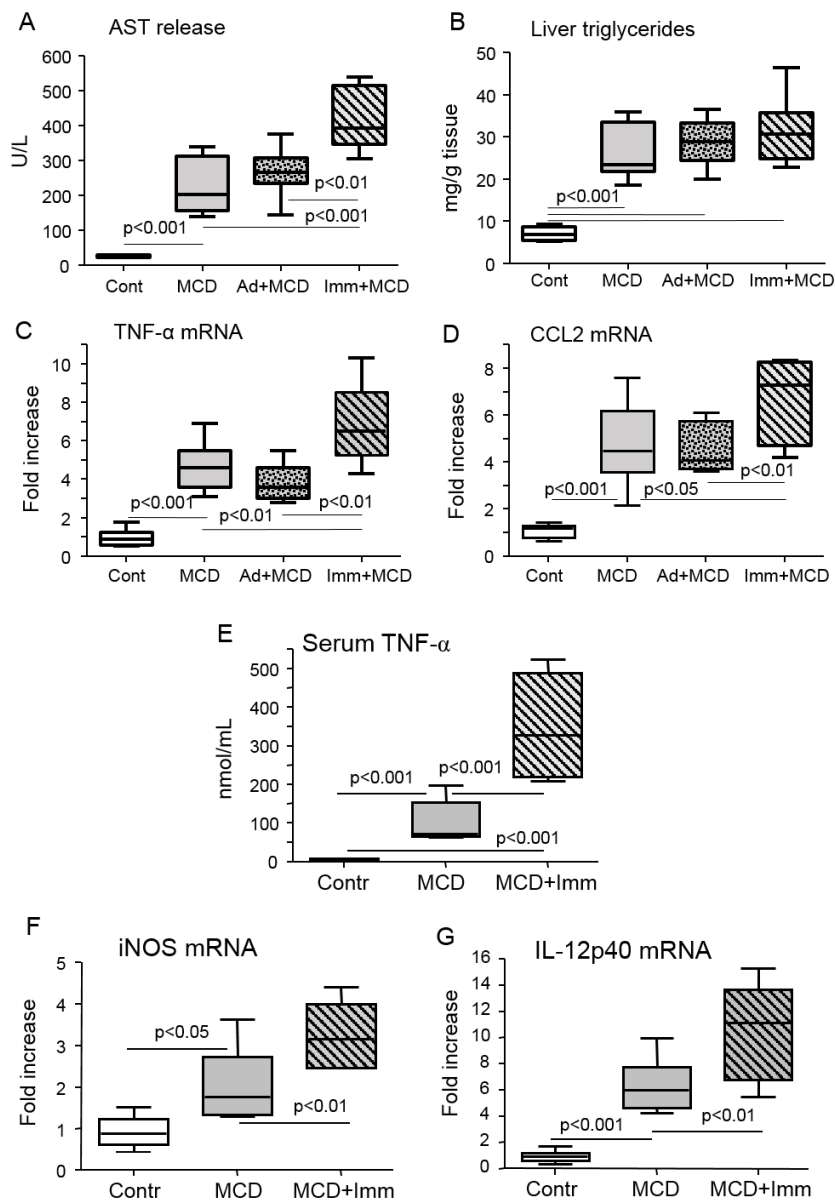 A
AST release
600
500
400
300
200
100
0
U/L
p<0.01
p<0.001
p<0.001
Cont MCD Ad+MCD Imm+MCD
B
Liver triglycerides
50
40
30
20
10
0
mg/g tissue
p<0.001
Cont MCD Ad+MCD Imm+MCD
C
TNF-α mRNA
10
8
6
4
2
0
Fold increase
p<0.001
p<0.01
p<0.01
Cont MCD Ad+MCD Imm+MCD
D
CCL2 mRNA
8
6
4
2
0
Fold increase
p<0.01
p<0.001
p<0.05
Cont MCD Ad+MCD Imm+MCD
E
Serum TNF-α
500
400
300
200
100
0
nmol/mL
p<0.001
p<0.001
p<0.001
Contr MCD MCD+Imm
F
iNOS mRNA
5
4
3
2
1
0
Fold increase
p<0.05
p<0.01
Contr MCD MCD+Imm
G
IL-12p40 mRNA
16
14
12
10
8
6
4
2
0
Fold increase
p<0.001
p<0.01
Contr MCD MCD+Imm